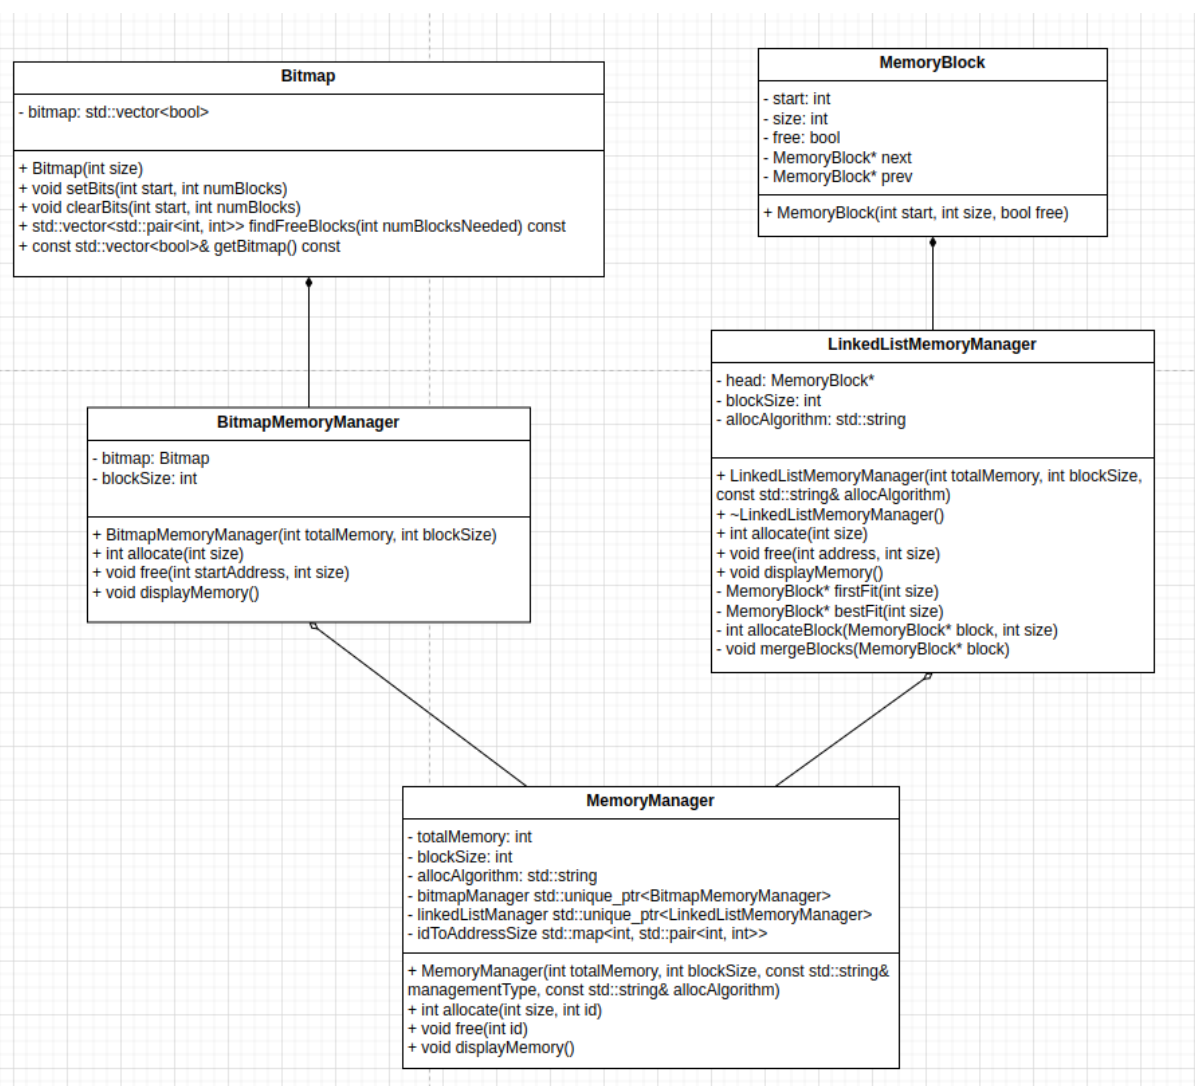 Bitmap
- bitmap: std::vector<bool>
+ Bitmap(int size)
+ void setBits(int start, int numBlocks)
+ void clearBits(int start, int numBlocks)
+ std::vector<std::pair<int, int>> findFreeBlocks(int numBlocksNeeded) const
+ const std::vector<bool>& getBitmap() const
MemoryBlock
- start: int
- size: int
- free: bool
- MemoryBlock* next
- MemoryBlock* prev
+ MemoryBlock(int start, int size, bool free)
BitmapMemoryManager
- bitmap: Bitmap
- blockSize: int
+ BitmapMemoryManager(int totalMemory, int blockSize)
+ int allocate(int size)
+ void free(int startAddress, int size)
+ void displayMemory()
LinkedListMemoryManager
- head: MemoryBlock*
- blockSize: int
- allocAlgorithm: std::string
+ LinkedListMemoryManager(int totalMemory, int blockSize,
const std::string& allocAlgorithm)
+ ~LinkedListMemoryManager()
+ int allocate(int size)
+ void free(int address, int size)
+ void displayMemory()
- MemoryBlock* firstFit(int size)
- MemoryBlock* bestFit(int size)
- int allocateBlock(MemoryBlock* block, int size)
- void mergeBlocks(MemoryBlock* block)
MemoryManager
- totalMemory: int
- blockSize: int
- allocAlgorithm: std::string
- bitmapManager std::unique_ptr<BitmapMemoryManager>
- linkedListManager std::unique_ptr<LinkedListMemoryManager>
- idToAddressSize std::map<int, std::pair<int, int>>
+ MemoryManager(int totalMemory, int blockSize, const std::string&
managementType, const std::string& allocAlgorithm)
+ int allocate(int size, int id)
+ void free(int id)
+ void displayMemory()